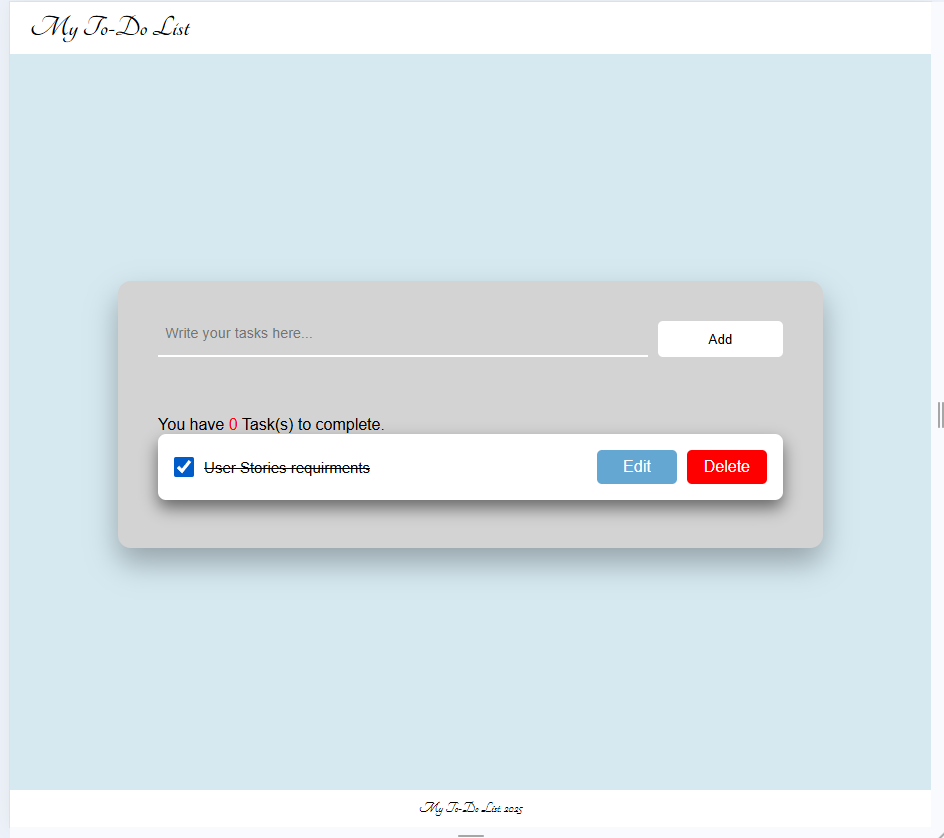 My To-Do List
Write your tasks here...
Add
You have 0 Task(s) to complete.
User Stories requirments
Edit
Delete
My To-Do List 2025